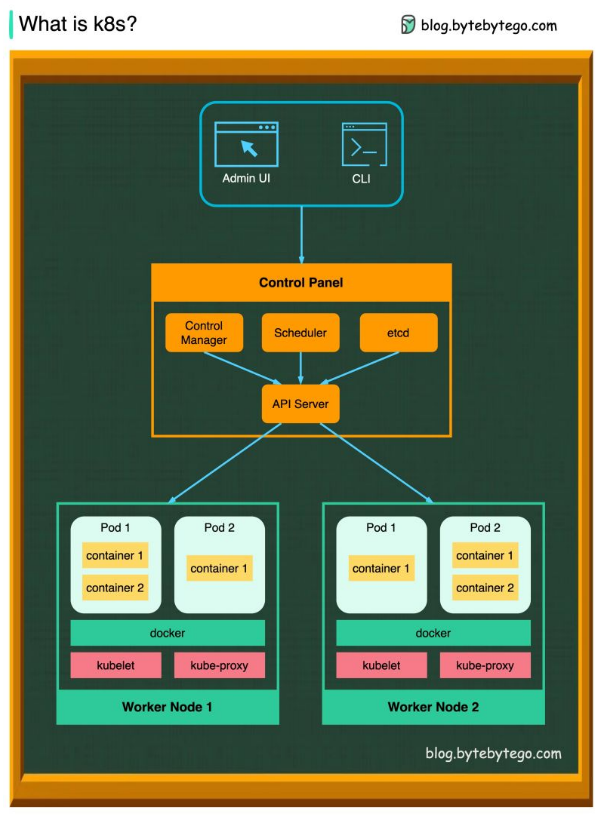 What is k8s?
blog.bytebytego.com
Admin UI
CLI
Control Panel
Control
Manager
Scheduler
etcd
API Server
Pod 1
container 1
container 2
Pod 2
container 1
docker
kubelet
kube-proxy
Worker Node 1
Pod 1
container 1
Pod 2
container 1
container 2
docker
kubelet
kube-proxy
Worker Node 2
blog.bytebytego.com